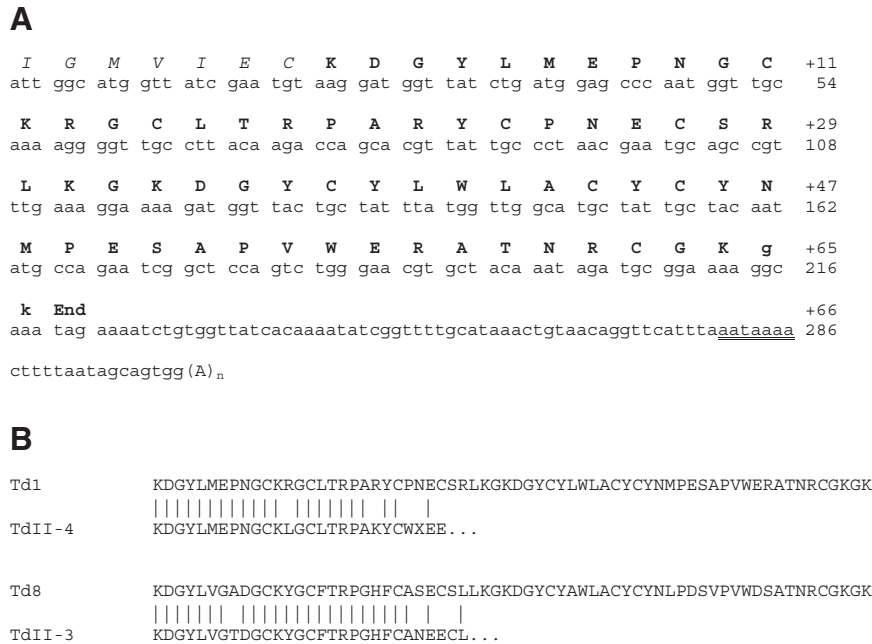 A
I G M V I E C K D G Y L M E P N G C +11
att ggc atg gtt atc gaa tgt aag gat ggt tat ctg atg gag ccc aat ggt tgc 54
K R G C L T R P A R Y C P N E C S R +29
aaa agg ggt tgc ctt aca aga cca gca cgt tat tgc cct aac gaa tgc agc cgt 108
L K G K D G Y C Y L W L A C Y C Y N +47
ttg aaa gga aaa gat ggt tac tgc tat tta tgg ttg gca tgc tat tgc tac aat 162
M P E S A P V W E R A T N R C G K g +65
atg cca gaa tcg gct cca gtc tgg gaa cgt gct aca aat aga tgc gga aaa ggc 216
k End +66
aaa tag aaaatctgtggttatcacaaaatatcggttttgcataaactgtaacaggttcatttaaataaaa 286
cttttaatagcagtgg(A)n
B
Td1 KDGYLMEPNGCKRGCLTRPARYCPNECSRLKGKDGYCYLWLACYCYNMPESAPVWERATNRCGKGK
|||||||||||| ||||||| || |
TdII-4 KDGYLMEPNGCKLGCLTRPAKYCWXEE...
Td8 KDGYLVGADGCKYGCFTRPGHFCASECSLLKGKDGYCYAWLACYCYNLPDSVPVWDSATNRCGKGK
||||||| |||||||||||||||| | |
TdII-3 KDGYLVGTDGCKYGCFTRPGHFCANEECL...